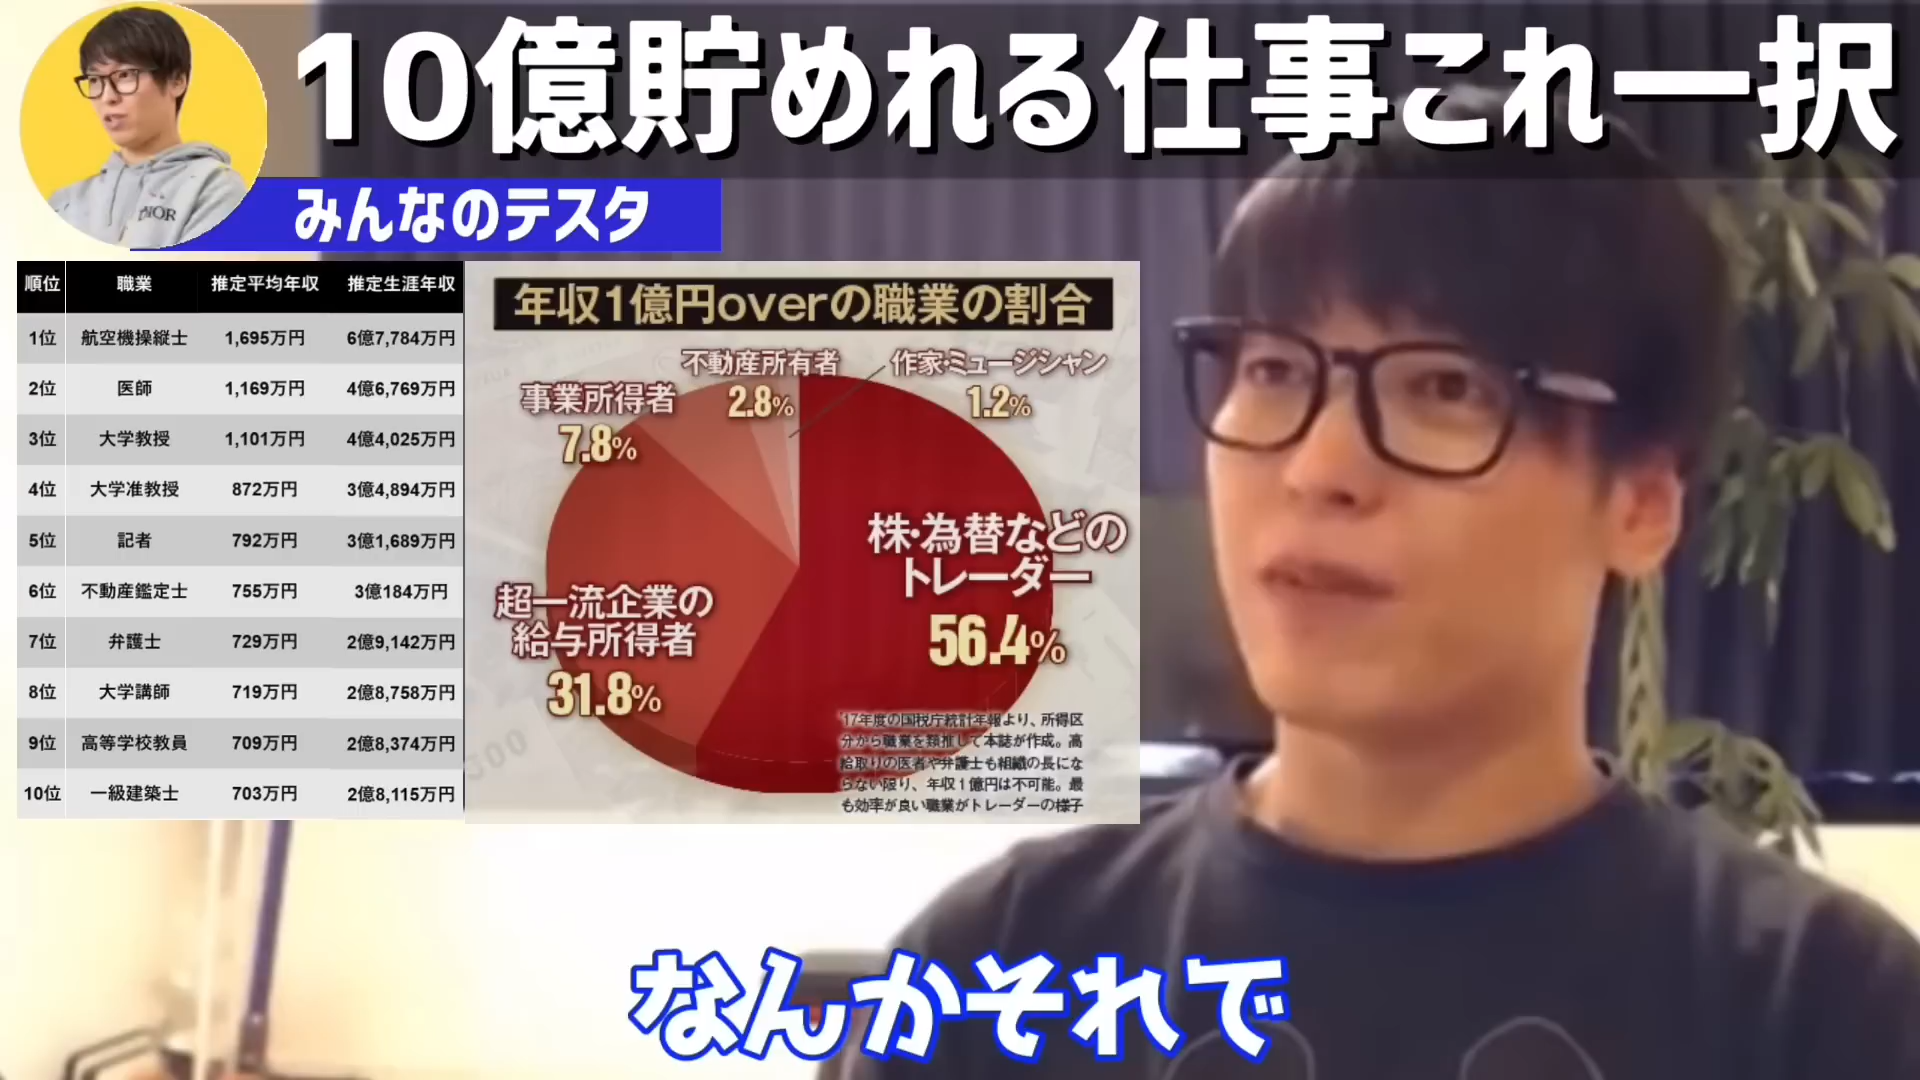 10億貯めれる仕事これ一択
みんなのテスタ
順位 職業 推定平均年収 推定生涯年収
1位 航空機操縦士 1,695万円 6億7,784万円
2位 医師 1,169万円 4億6,769万円
3位 大学教授 1,101万円 4億4,025万円
4位 大学准教授 872万円 3億4,894万円
5位 記者 792万円 3億1,689万円
6位 不動産鑑定士 755万円 3億184万円
7位 弁護士 729万円 2億9,142万円
8位 大学講師 719万円 2億8,758万円
9位 高等学校教員 709万円 2億8,374万円
10位 一級建築士 703万円 2億8,115万円
年収1億円overの職業の割合
不動産所有者
2.8%
作家・ミュージシャン
1.2%
事業所得者
7.8%
株・為替などの
トレーダー
56.4%
超一流企業の
給与所得者
31.8%
'17年度の国税庁統計年報より、所得区
分から職業を類推して本誌が作成。高
給取りの医者や弁護士も組織の長にな
らない限り、年収1億円は不可能。最
も効率が良い職業がトレーダーの様子
なんかそれで